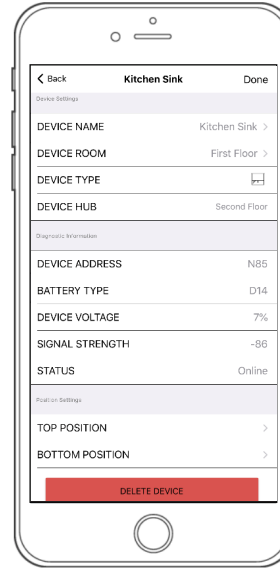 Back Kitchen Sink Done
Device Settings
DEVICE NAME Kitchen Sink >
DEVICE ROOM First Floor >
DEVICE TYPE
DEVICE HUB Second Floor
Diagnostic Information
DEVICE ADDRESS N85
BATTERY TYPE D14
DEVICE VOLTAGE 7%
SIGNAL STRENGTH -86
STATUS Online
Position Settings
TOP POSITION >
BOTTOM POSITION >
DELETE DEVICE